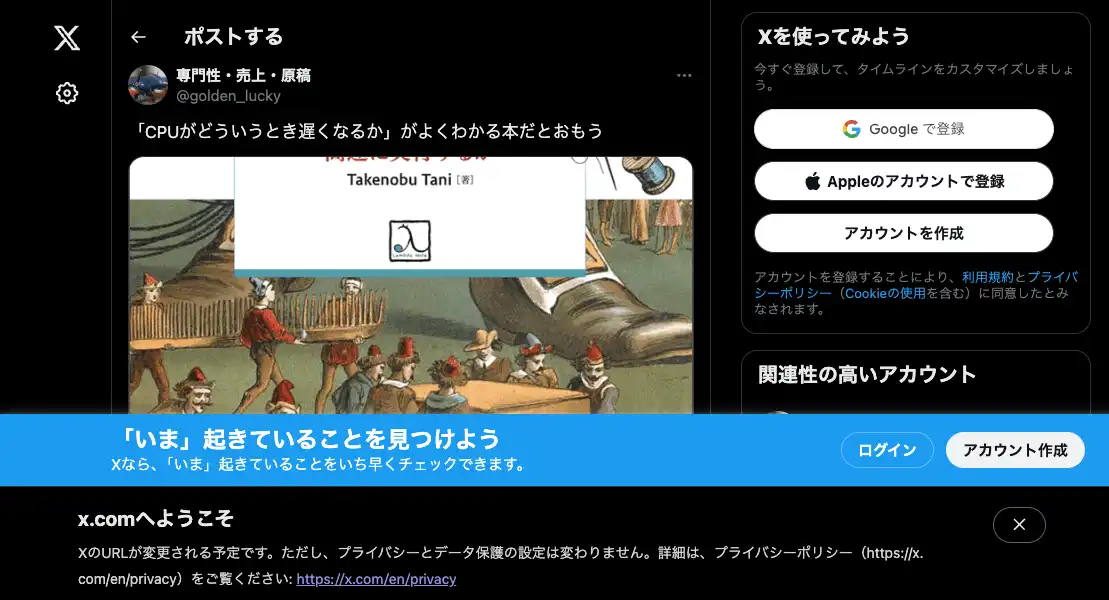 ポストする
専門性・売上・原稿
@golden_lucky
「CPUがどういうとき遅くなるか」がよくわかる本だとおもう
Takenobu Tani [著]
Xを使ってみよう
今すぐ登録して、タイムラインをカスタマイズしましょ
う。
Google で登録
Appleのアカウントで登録
アカウントを作成
アカウントを登録することにより、利用規約とプライバ
シーポリシー（Cookieの使用を含む）に同意したとみ
なされます。
関連性の高いアカウント
「いま」起きていることを見つけよう
Xなら、「いま」起きていることをいち早くチェックできます。
ログイン
アカウント作成
x.comへようこそ
XのURLが変更される予定です。ただし、プライバシーとデータ保護の設定は変わりません。詳細は、プライバシーポリシー（https://x.
com/en/privacy）をご覧ください: https://x.com/en/privacy